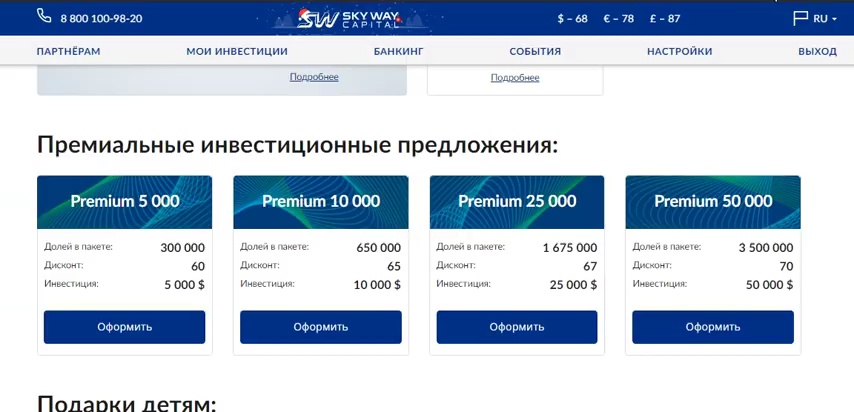 8 800 100-98-20
SW SKY WAY
CAPITAL
$ – 68 € – 78 £ – 87
RU
ПАРТНЁРАМ МОИ ИНВЕСТИЦИИ БАНКИНГ СОБЫТИЯ НАСТРОЙКИ ВЫХОД
Подробнее Подробнее
Премиальные инвестиционные предложения:
Premium 5 000
Долей в пакете: 300 000
Дисконт: 60
Инвестиция: 5 000 $
Оформить
Premium 10 000
Долей в пакете: 650 000
Дисконт: 65
Инвестиция: 10 000 $
Оформить
Premium 25 000
Долей в пакете: 1 675 000
Дисконт: 67
Инвестиция: 25 000 $
Оформить
Premium 50 000
Долей в пакете: 3 500 000
Дисконт: 70
Инвестиция: 50 000 $
Оформить
Подарки детям: